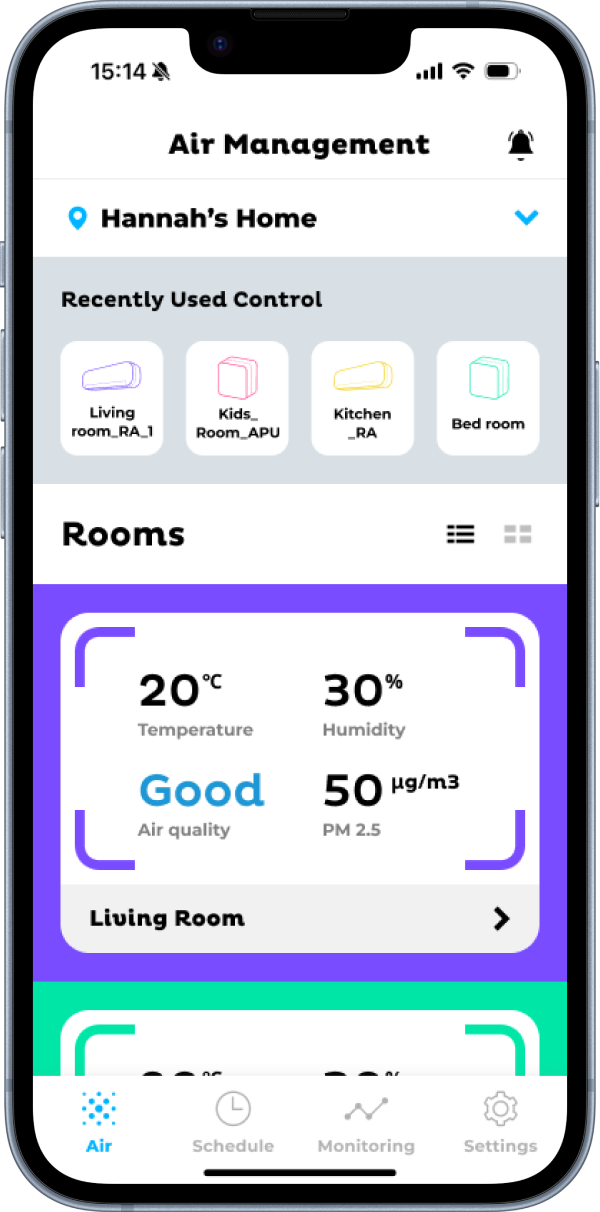 15:14
Air Management
Hannah's Home
Recently Used Control
Living
room_RA_1
Kids_
Room_APU
Kitchen
_RA
Bed room
Rooms
20°C 30%
Temperature Humidity
Good 50 µg/m3
Air quality PM 2.5
Living Room
Air Schedule Monitoring Settings